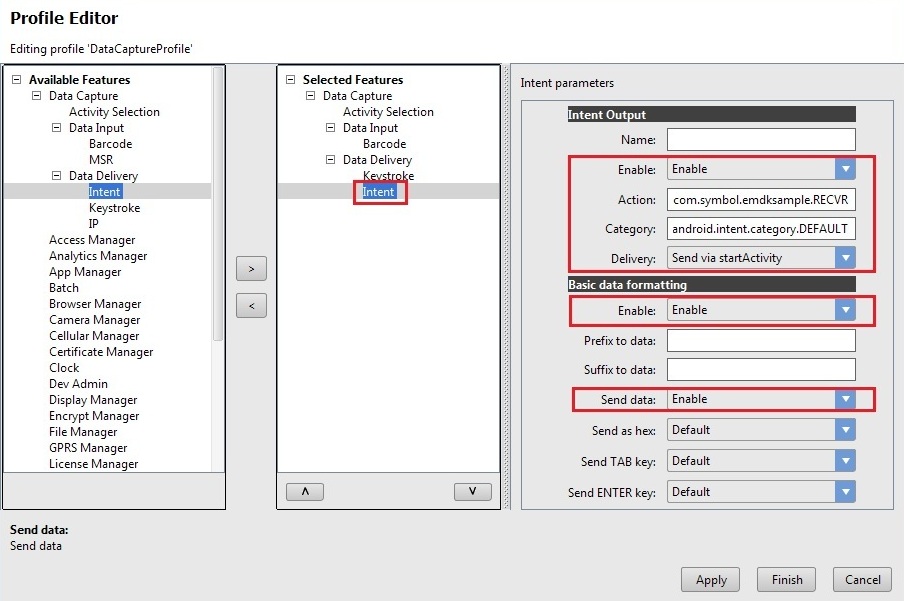 Profile Editor
Editing profile 'DataCaptureProfile'
Available Features
Data Capture
Activity Selection
Data Input
Barcode
MSR
Data Delivery
Intent
Keystroke
IP
Access Manager
Analytics Manager
App Manager
Batch
Browser Manager
Camera Manager
Cellular Manager
Certificate Manager
Clock
Dev Admin
Display Manager
Encrypt Manager
File Manager
GPRS Manager
License Manager
>
<
Selected Features
Data Capture
Activity Selection
Data Input
Barcode
Data Delivery
Keystroke
Intent
Λ
V
Intent parameters
Intent Output
Name:
Enable: Enable
Action: com.symbol.emdksample.RECVR
Category: android.intent.category.DEFAULT
Delivery: Send via startActivity
Basic data formatting
Enable: Enable
Prefix to data:
Suffix to data:
Send data: Enable
Send as hex: Default
Send TAB key: Default
Send ENTER key: Default
Send data:
Send data
Apply Finish Cancel